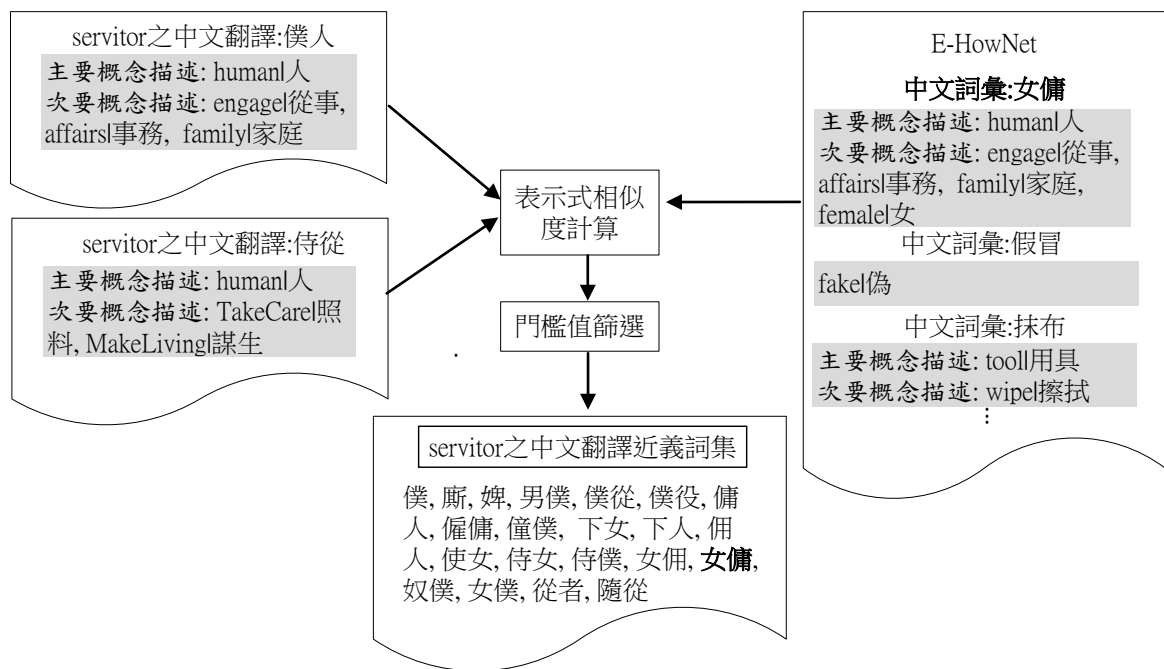 servitor之中文翻譯:僕人
主要概念描述: human|人
次要概念描述: engage|從事,
affairs|事務, family|家庭
servitor之中文翻譯:侍從
主要概念描述: human|人
次要概念描述: TakeCare|照
料, MakeLiving|謀生
表示式相似
度計算
門檻值篩選
E-HowNet
中文詞彙:女傭
主要概念描述: human|人
次要概念描述: engage|從事,
affairs|事務, family|家庭,
female|女
中文詞彙:假冒
fake|偽
中文詞彙:抹布
主要概念描述: tool|用具
次要概念描述: wipe|擦拭
⋮
servitor之中文翻譯近義詞集
僕, 廝, 婢, 男僕, 僕從, 僕役, 傭
人, 僱傭, 僮僕, 下女, 下人, 佣
人, 使女, 侍女, 侍僕, 女佣, 女傭,
奴僕, 女僕, 從者, 隨從